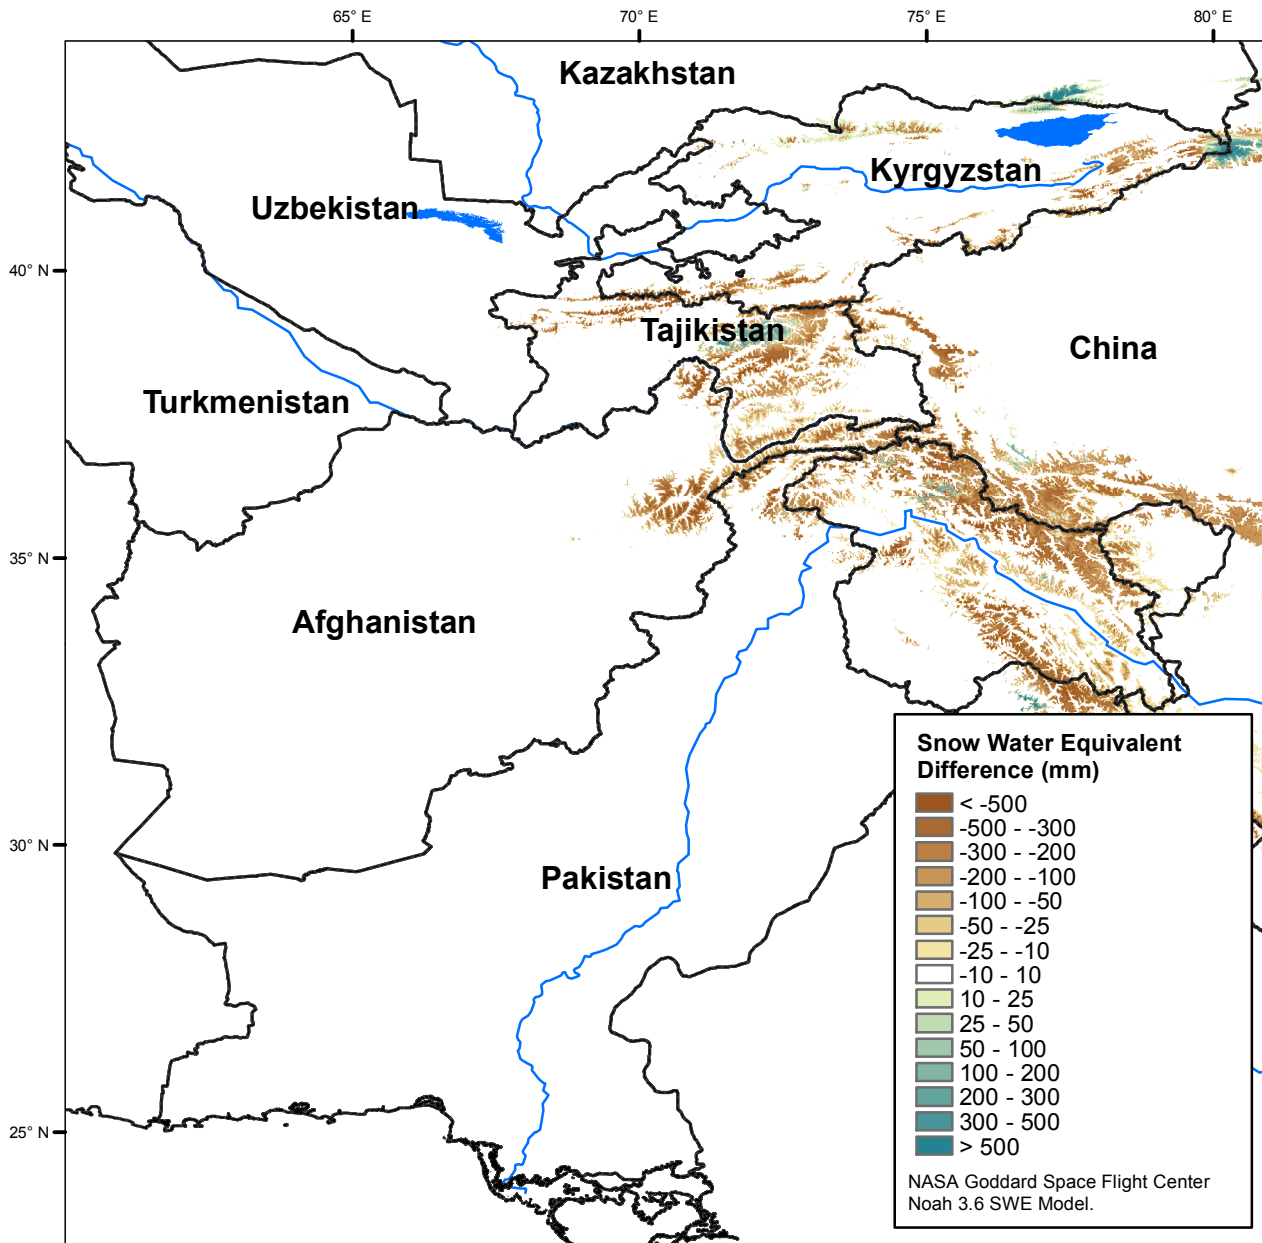 65° E
70° E
75° E
80° E
Kazakhstan
Kyrgyzstan
Uzbekistan
40° N
Tajikistan
China
Turkmenistan
35° N
Afghanistan
Snow Water Equivalent
Difference (mm)
< -500
-500 - -300
-300 - -200
-200 - -100
-100 - -50
-50 - -25
-25 - -10
-10 - 10
10 - 25
25 - 50
50 - 100
100 - 200
200 - 300
300 - 500
> 500
NASA Goddard Space Flight Center
Noah 3.6 SWE Model.
30° N
Pakistan
25° N